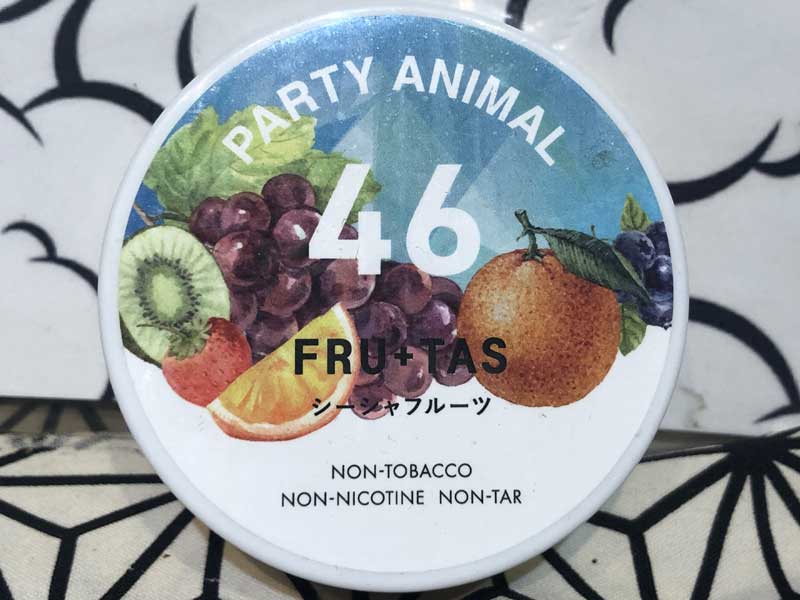 PARTY ANIMAL
46
FRU+TAS
シーシャフルーツ
NON-TOBACCO
NON-NICOTINE NON-TAR